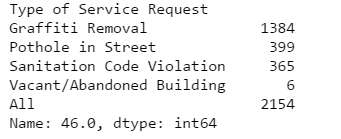 Type of Service Request
Graffiti Removal 1384
Pothole in Street 399
Sanitation Code Violation 365
Vacant/Abandoned Building 6
All 2154
Name: 46.0, dtype: int64